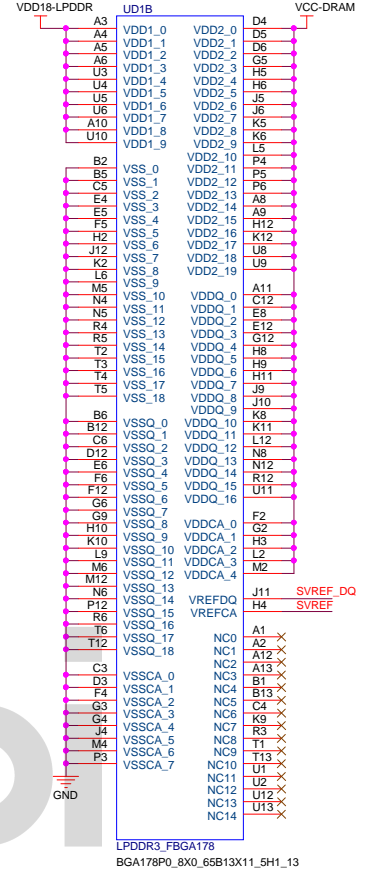 VDD18-LPDDR
UD1B
VCC-DRAM
A3 VDD1_0
A4 VDD1_1
A5 VDD1_2
A6 VDD1_3
U3 VDD1_4
U4 VDD1_5
U5 VDD1_6
U6 VDD1_7
A10 VDD1_8
U10 VDD1_9
B2 VSS_0
B5 VSS_1
C5 VSS_2
E4 VSS_3
E5 VSS_4
F5 VSS_5
H2 VSS_6
J12 VSS_7
K2 VSS_8
L6 VSS_9
M5 VSS_10
N4 VSS_11
N5 VSS_12
R4 VSS_13
R5 VSS_14
T2 VSS_15
T3 VSS_16
T4 VSS_17
T5 VSS_18
B6 VSSQ_0
B12 VSSQ_1
C6 VSSQ_2
D12 VSSQ_3
E6 VSSQ_4
F6 VSSQ_5
F12 VSSQ_6
G6 VSSQ_7
G9 VSSQ_8
H10 VSSQ_9
K10 VSSQ_10
L9 VSSQ_11
M6 VSSQ_12
M12 VSSQ_13
N6 VSSQ_14
P12 VSSQ_15
R6 VSSQ_16
T6 VSSQ_17
T12 VSSQ_18
C3 VSSCA_0
D3 VSSCA_1
F4 VSSCA_2
G3 VSSCA_3
G4 VSSCA_4
J4 VSSCA_5
M4 VSSCA_6
P3 VSSCA_7
GND
VDD2_0 D4
VDD2_1 D5
VDD2_2 D6
VDD2_3 G5
VDD2_4 H5
VDD2_5 H6
VDD2_6 J5
VDD2_7 J6
VDD2_8 K5
VDD2_9 K6
VDD2_10 L5
VDD2_11 P4
VDD2_12 P5
VDD2_13 P6
VDD2_14 A8
VDD2_15 A9
VDD2_16 H12
VDD2_17 K12
VDD2_18 U8
VDD2_19 U9
VDDQ_0 A11
VDDQ_1 C12
VDDQ_2 E8
VDDQ_3 E12
VDDQ_4 G12
VDDQ_5 H8
VDDQ_6 H9
VDDQ_7 H11
VDDQ_8 J9
VDDQ_9 J10
VDDQ_10 K8
VDDQ_11 K11
VDDQ_12 L12
VDDQ_13 N8
VDDQ_14 N12
VDDQ_15 R12
VDDQ_16 U11
VDDCA_0 F2
VDDCA_1 G2
VDDCA_2 H3
VDDCA_3 L2
VDDCA_4 M2
VREFDQ J11 SVREF_DQ
VREFCA H4 SVREF
NC0 A1
NC1 A2
NC2 A12
NC3 A13
NC4 B1
NC5 B13
NC6 C4
NC7 K9
NC8 R3
NC9 T1
NC10 T13
NC11 U1
NC12 U2
NC13 U12
NC14 U13
LPDDR3_FBGA178
BGA178P0_8X0_65B13X11_5H1_13